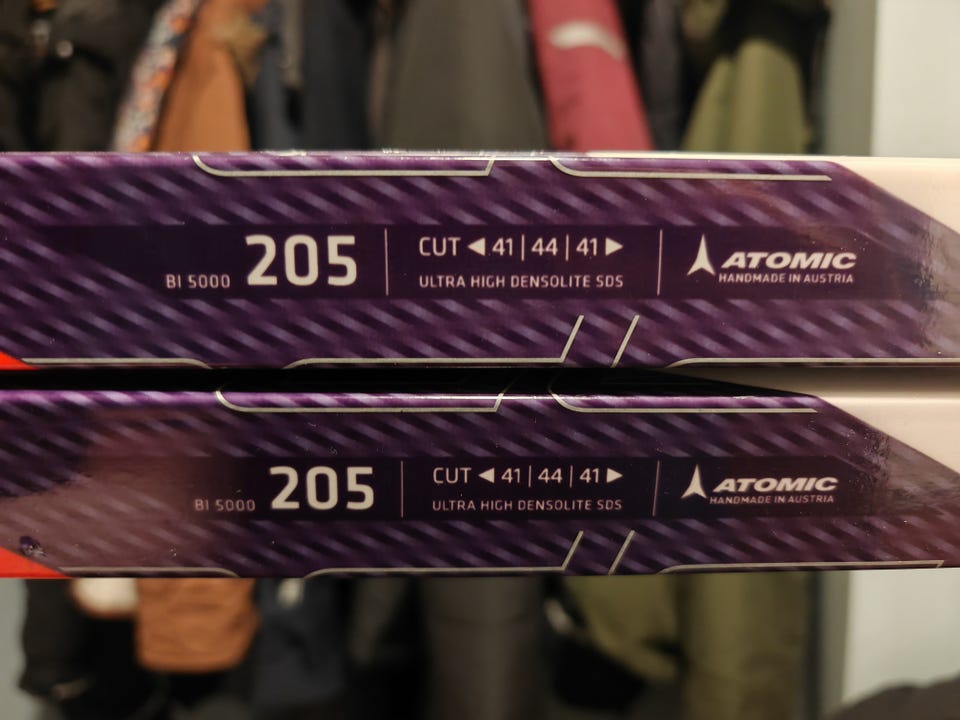 BI 5000 205
CUT ◀ 41 | 44 | 41 ▶
ULTRA HIGH DENSOLITE SDS
ATOMIC
HANDMADE IN AUSTRIA
BI 5000 205
CUT ◀ 41 | 44 | 41 ▶
ULTRA HIGH DENSOLITE SDS
ATOMIC
HANDMADE IN AUSTRIA